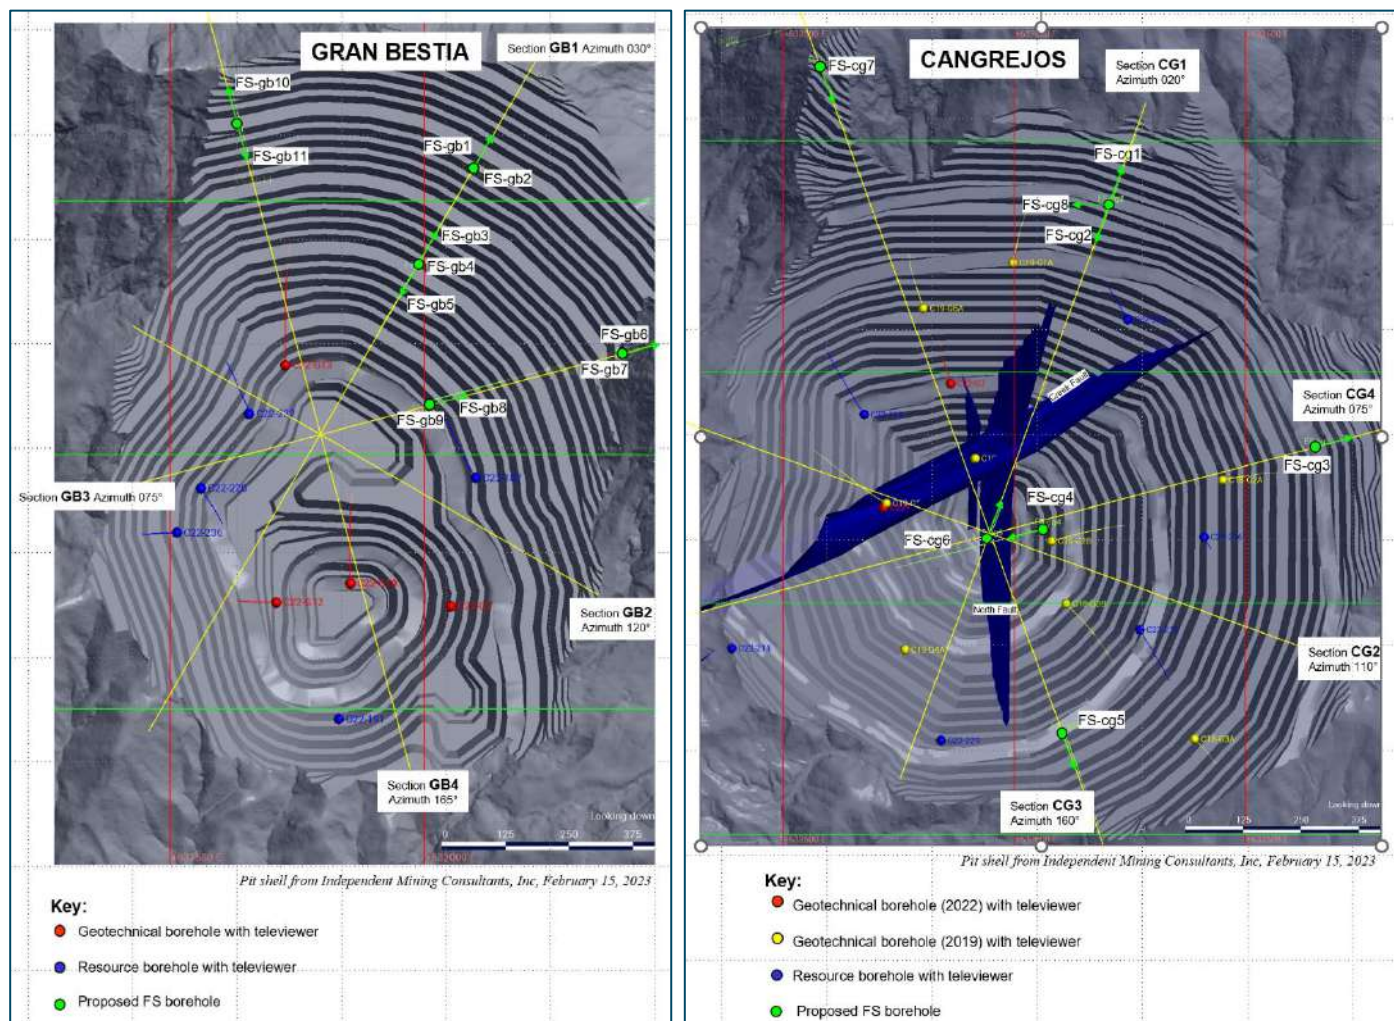 GRAN BESTIA
Section GB1 Azimuth 030°
FS-gb10
FS-gb11
FS-gb1
FS-gb2
FS-gb3
FS-gb4
FS-gb5
FS-gb6
FS-gb7
FS-gb8
FS-gb9
Section GB3 Azimuth 075°
C22-236
Section GB2
Azimuth 120°
Section GB4
Azimuth 165°
Looking down
0 125 250 375
Pit shell from Independent Mining Consultants, Inc, February 15, 2023
Key:
Geotechnical borehole with televiewer
Resource borehole with televiewer
Proposed FS borehole
CANGREJOS
FS-cg7
Section CG1
Azimuth 020°
FS-cg1
FS-cg8
FS-cg2
Creek Fault
Section CG4
Azimuth 075°
FS-cg3
FS-cg4
FS-cg6
North Fault
Section CG2
Azimuth 110°
FS-cg5
Section CG3
Azimuth 160°
Looking down
0 125 250 375
Pit shell from Independent Mining Consultants, Inc, February 15, 2023
Key:
Geotechnical borehole (2022) with televiewer
Geotechnical borehole (2019) with televiewer
Resource borehole with televiewer
Proposed FS borehole